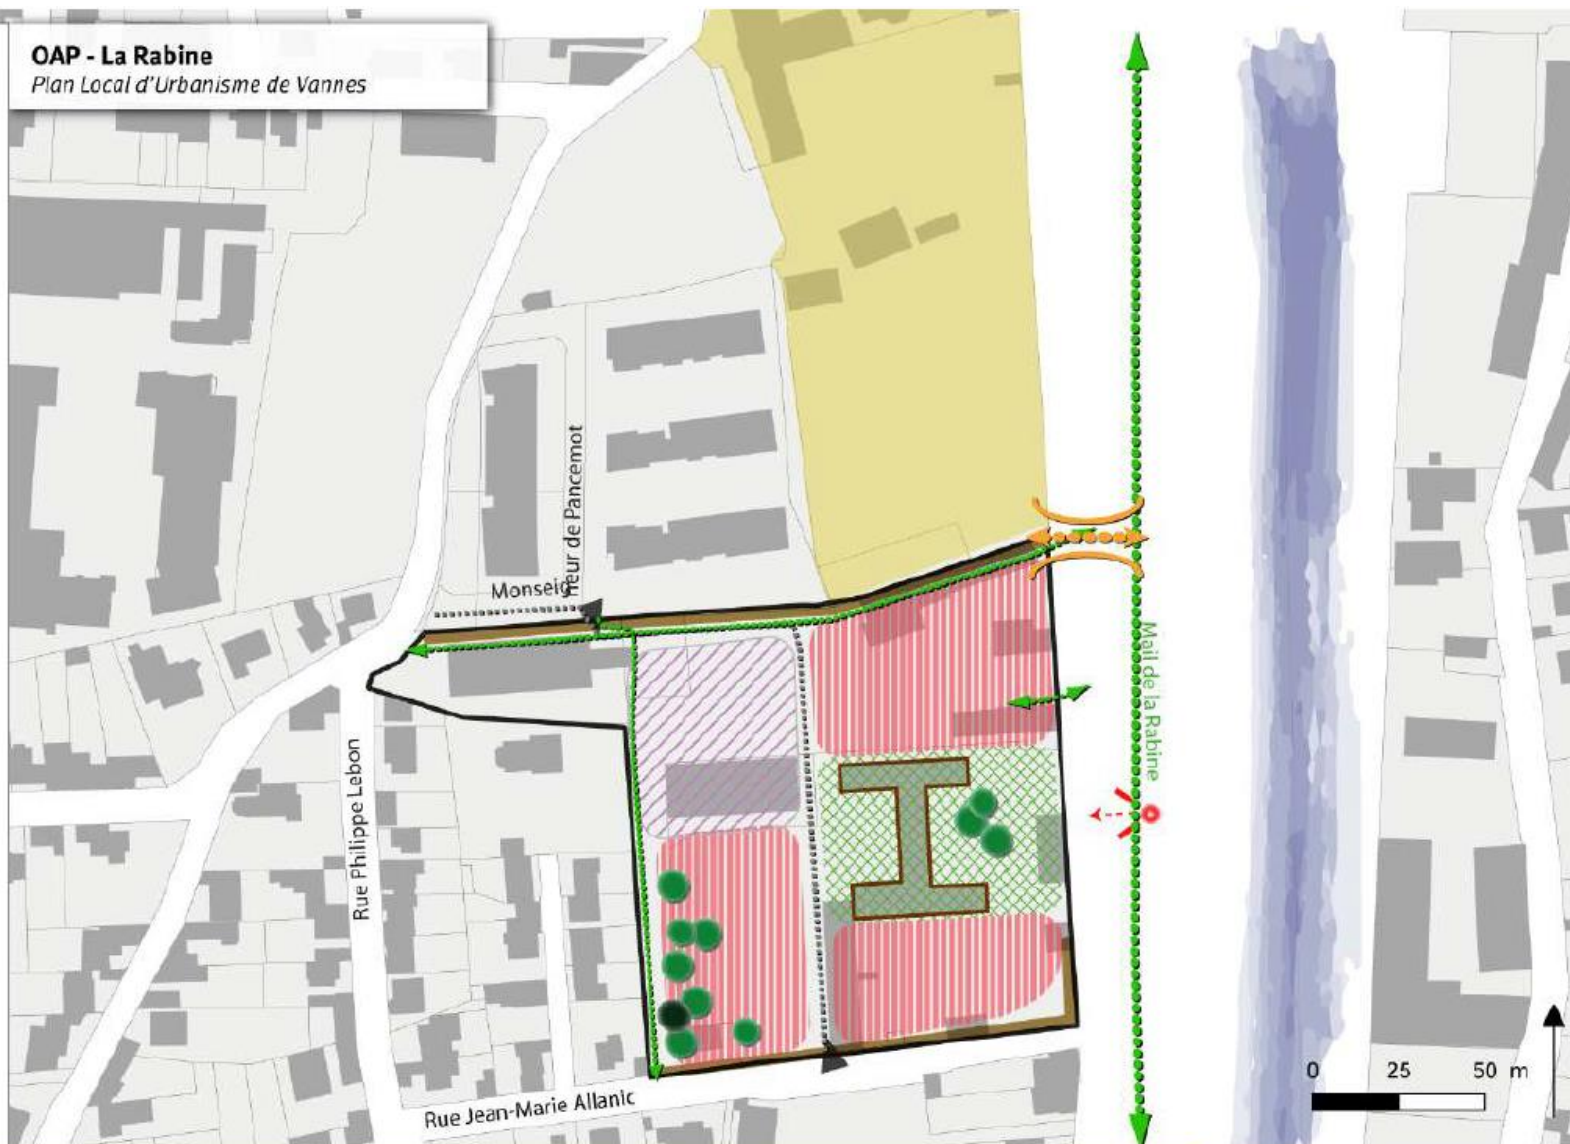 OAP - La Rabine
Plan Local d'Urbanisme de Vannes
Monseig
neur de Pancemot
Mail de la Rabine
Rue Philippe Lebon
Rue Jean-Marie Allanic
0 25 50 m